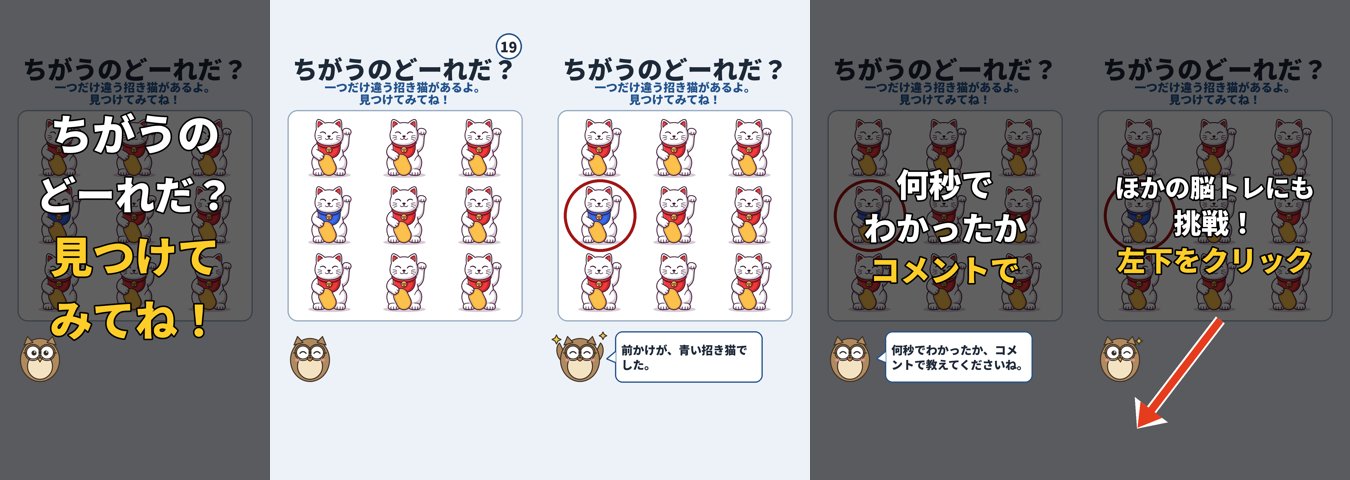 ちがうのどーれだ？
一つだけ違う招き猫があるよ。
見つけてみてね！
ちがうの
どーれだ？
見つけて
みてね！
19
ちがうのどーれだ？
一つだけ違う招き猫があるよ。
見つけてみてね！
ちがうのどーれだ？
一つだけ違う招き猫があるよ。
見つけてみてね！
前かけが、青い招き猫で
した。
ちがうのどーれだ？
一つだけ違う招き猫があるよ。
見つけてみてね！
何秒で
わかったか
コメントで
何秒でわかったか、コメ
ントで教えてくださいね。
ちがうのどーれだ？
一つだけ違う招き猫があるよ。
見つけてみてね！
ほかの脳トレにも
挑戦！
左下をクリック